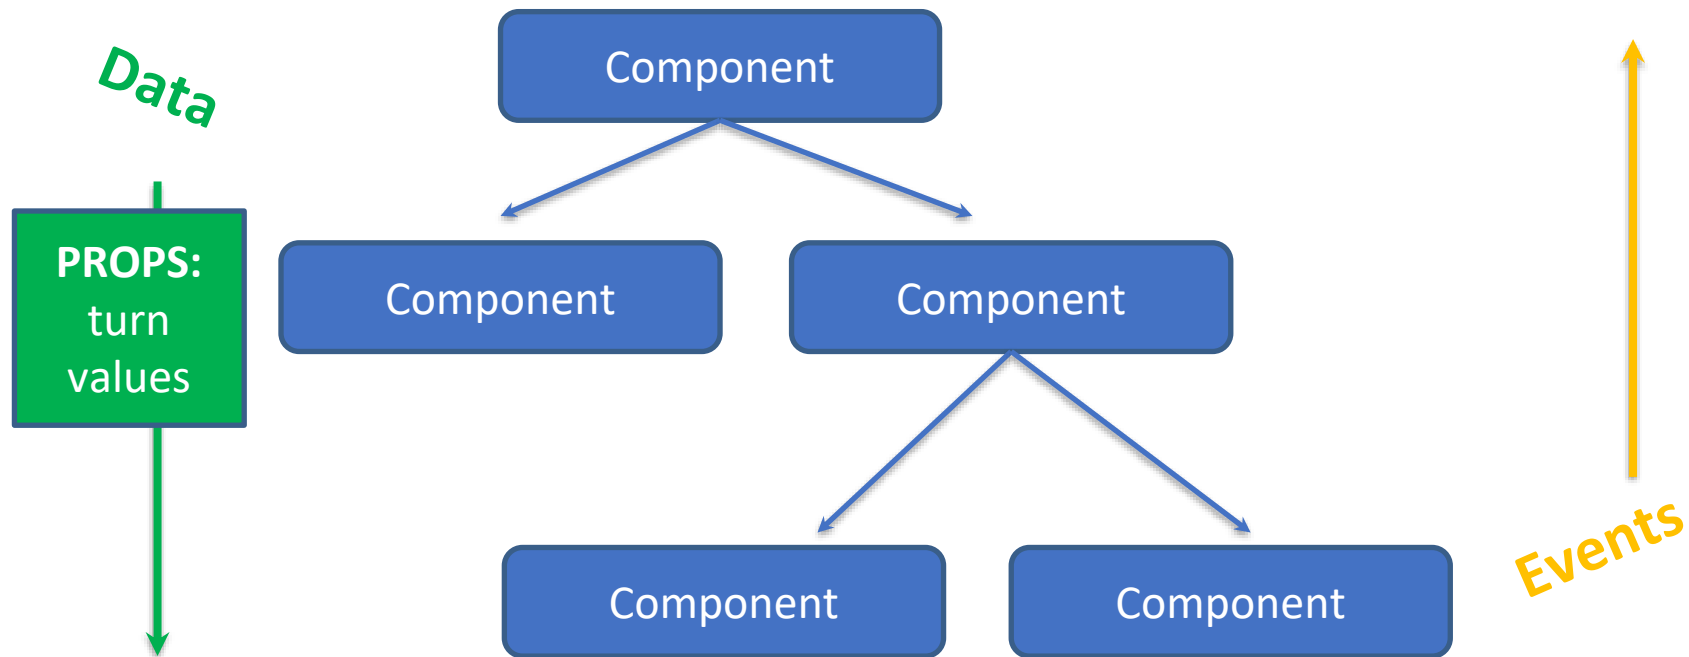 Component
Data
PROPS:
turn
values
Component
Component
Events
Component
Component